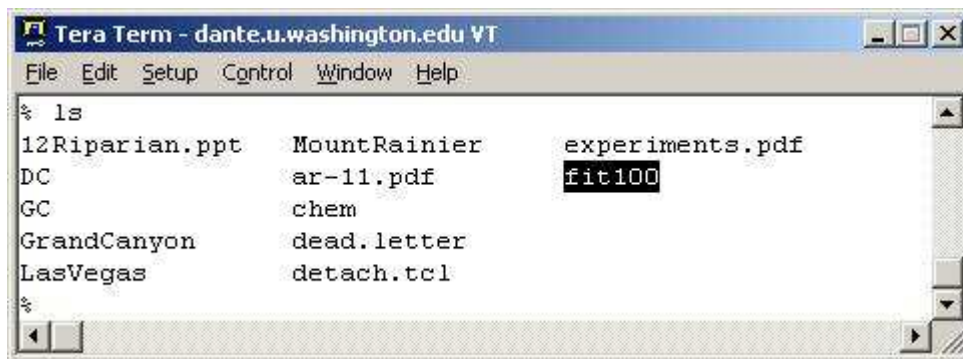 Tera Term - dante.u.washington.edu VT
File Edit Setup Control Window Help
% ls
12Riparian.ppt MountRainier experiments.pdf
DC ar-11.pdf fit100
GC chem
GrandCanyon dead.letter
LasVegas detach.tcl
%